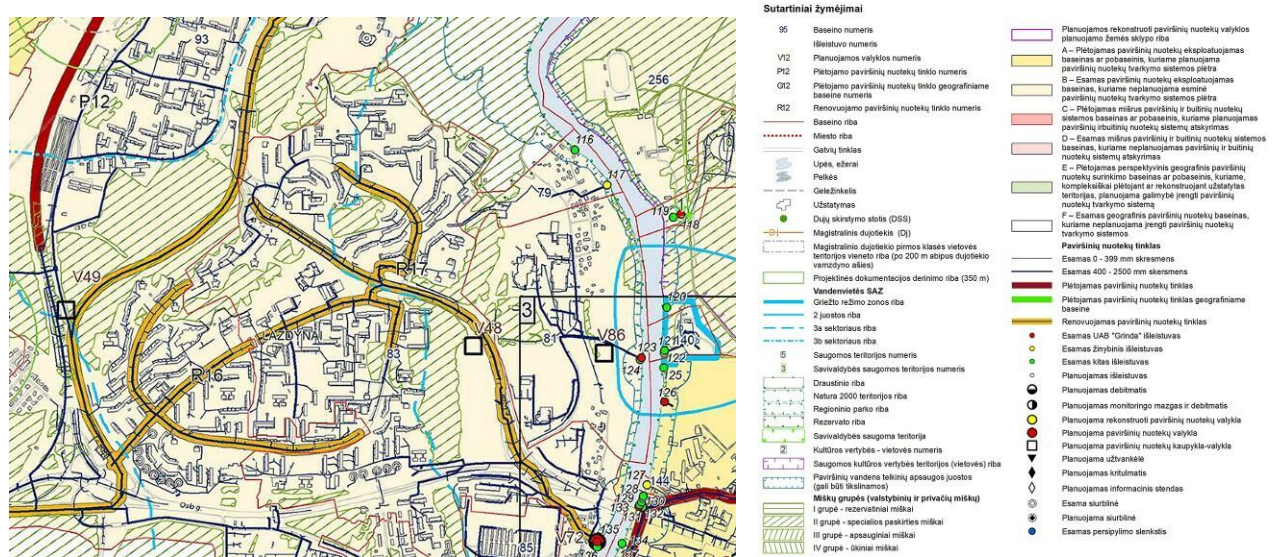 93
P12
256
116
117
79
119
118
V49
R17
120
3
V48
V86
81
123
121
140
122
124
125
LAZDYNAI
83
R16
126
127
144
128
Osb g.
133
131
135
V72
134
136
85
Sutartiniai žymėjimai
95 Baseino numeris
Išleistuvo numeris
V12 Planuojamos valyklos numeris
P12 Plėtojamo paviršinių nuotekų tinklo numeris
G12 Plėtojamo paviršinių nuotekų tinklo geografiniame
baseine numeris
R12 Renovuojamo paviršinių nuotekų tinklo numeris
Baseino riba
Miesto riba
Gatvių tinklas
Upės, ežerai
Pelkės
Geležinkelis
Užstatymas
Dujų skirstymo stotis (DSS)
Magistralinis dujotiekis (Dj)
Magistralinio dujotiekio pirmos klasės vietovės
teritorijos vieneto riba (po 200 m abipus dujotiekio
vamzdyno ašies)
Projektinės dokumentacijos derinimo riba (350 m)
Vandenvietės SAZ
Griežto režimo zonos riba
2 juostos riba
3a sektoriaus riba
3b sektoriaus riba
5 Saugomos teritorijos numeris
3 Savivaldybės saugomos teritorijos numeris
Draustinio riba
Natura 2000 teritorijos riba
Regioninio parko riba
Rezervato riba
Savivaldybės saugoma teritorija
2 Kultūros vertybės - vietovės numeris
Saugomos kultūros vertybės teritorijos (vietovės) riba
Paviršinių vandens telkinių apsaugos juostos
(gali būti tikslinamos)
Miškų grupės (valstybinių ir privačių miškų)
I grupė - rezervatiniai miškai
II grupė - specialios paskirties miškai
III grupė - apsauginiai miškai
IV grupė - ūkiniai miškai
Planuojamos rekonstruoti paviršinių nuotekų valyklos
planuojamo žemės sklypo riba
A – Plėtojamas paviršinių nuotekų eksploatuojamas
baseinas ar pobaseinis, kuriame planuojama
paviršinių nuotekų tvarkymo sistemos plėtra
B – Esamas paviršinių nuotekų eksploatuojamas
baseinas, kuriame neplanuojama esminė
paviršinių nuotekų tvarkymo sistemos plėtra
C – Plėtojamas mišrus paviršinių ir buitinių nuotekų
sistemos baseinas ar pobaseinis, kuriame planuojamas
paviršinių irbuitinių nuotekų sistemų atskyrimas
D – Esamas mišrus paviršinių ir buitinių nuotekų sistemos
baseinas, kuriame neplanuojamas paviršinių ir buitinių
nuotekų sistemų atskyrimas
E – Plėtojamas perspektyvinis geografis paviršinių
nuotekų surinkimo baseinas ar pobaseinis, kuriame,
kompleksiškai plėtojant ar rekonstruojant užstatytas
teritorijas, planuojama galimybė įrengti paviršinių
nuotekų tvarkymo sistemą
F – Esamas geografinis paviršinių nuotekų baseinas,
kuriame neplanuojama įrengti paviršinių nuotekų
tvarkymo sistemos
Paviršinių nuotekų tinklas
Esamas 0 - 399 mm skresmens
Esamas 400 - 2500 mm skersmens
Plėtojamas paviršinių nuotekų tinklas
Plėtojamas paviršinių nuotekų tinklas geografiniame
baseine
Renovuojamas paviršinių nuotekų tinklas
Esamas UAB "Grinda" išleistuvas
Esamas žinybinis išleistuvas
Esamas kitas išleistuvas
Planuojamas išleistuvas
Planuojamas debitmatis
Planuojamas monitoringo mazgas ir debitmatis
Planuojama rekonstruoti paviršinių nuotekų valykla
Planuojama paviršinių nuotekų valykla
Planuojama paviršinių nuotekų kaupykla-valykla
Planuojama užtvankėlė
Planuojamas kritulmatis
Planuojamas informacinis stendas
Esama siurblinė
Planuojama siurblinė
Esamas persipylimo slenkstis